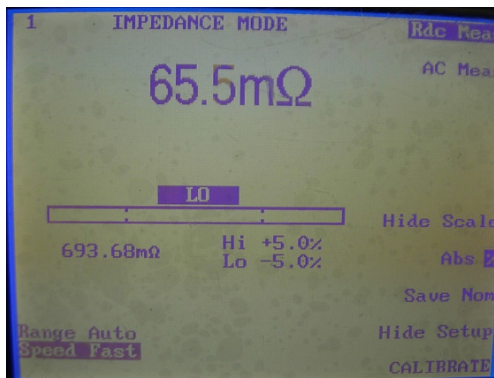 1 IMPEDANCE MODE
Rdc Mea
65.5mΩ
AC Mea
LO
Hide Scale
693.68mΩ
Hi +5.0%
Lo -5.0%
Abs %
Save Nom
Range Auto
Hide Setup
Speed Fast
CALIBRATE